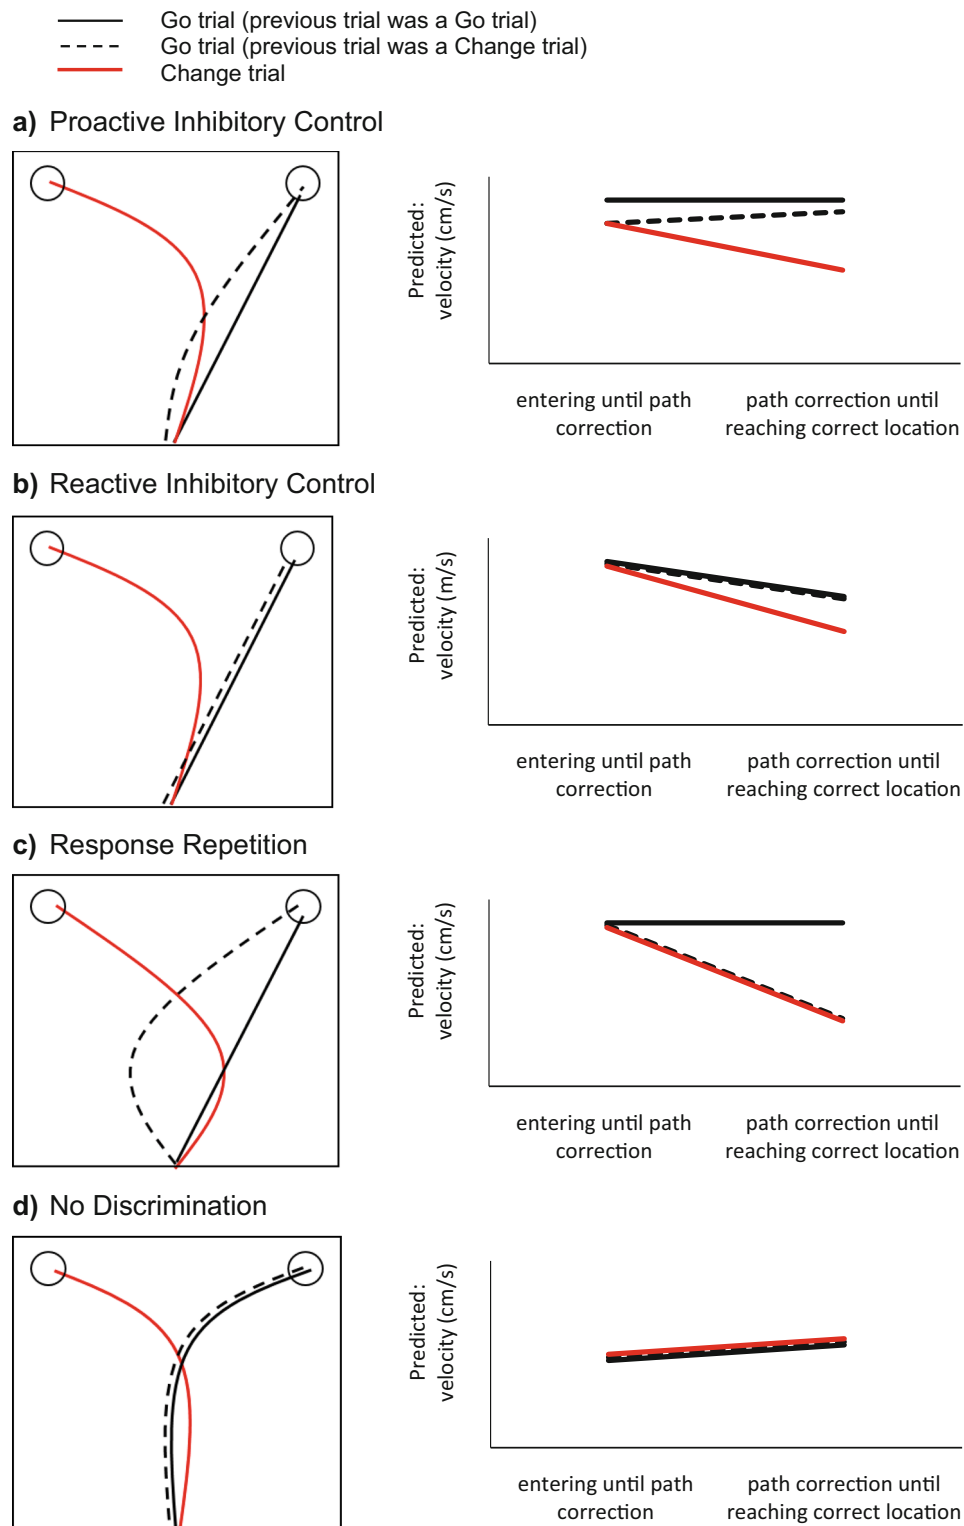 Go trial (previous trial was a Go trial)
Go trial (previous trial was a Change trial)
Change trial
a) Proactive Inhibitory Control
Predicted:
velocity (cm/s)
entering until path
correction
path correction until
reaching correct location
b) Reactive Inhibitory Control
Predicted:
velocity (m/s)
entering until path
correction
path correction until
reaching correct location
c) Response Repetition
Predicted:
velocity (cm/s)
entering until path
correction
path correction until
reaching correct location
d) No Discrimination
Predicted:
velocity (cm/s)
entering until path
correction
path correction until
reaching correct location